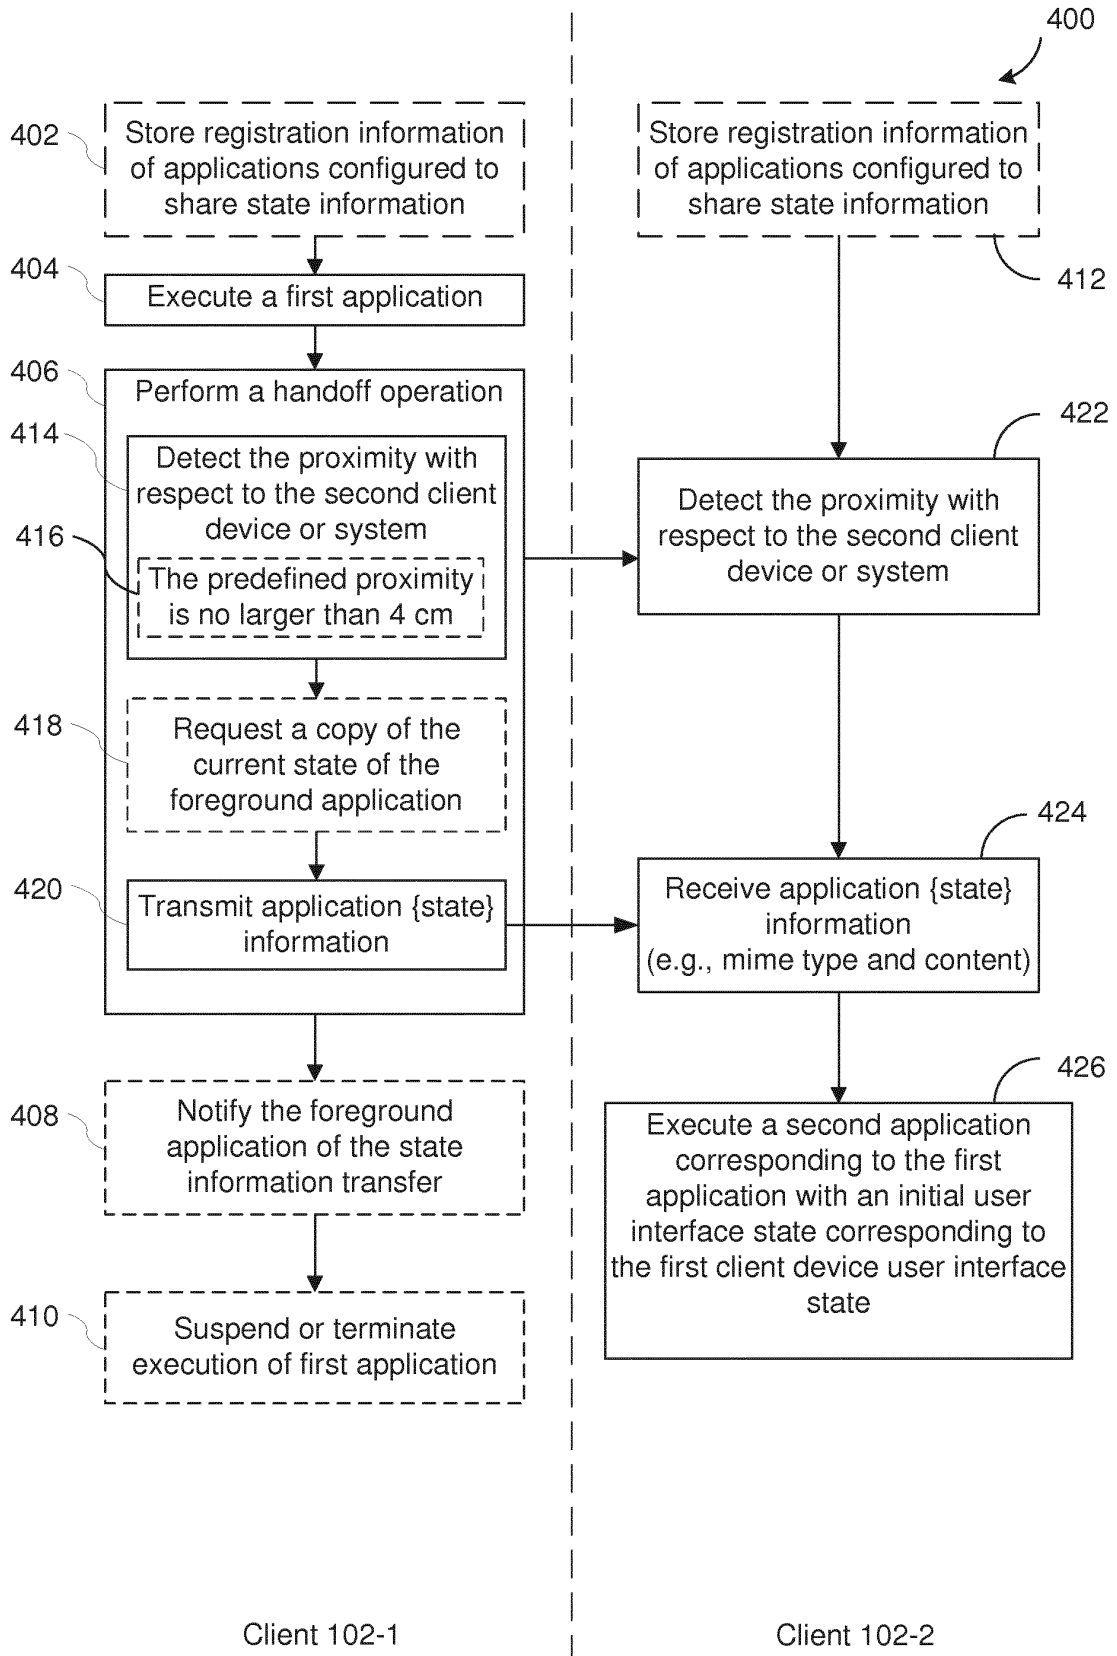 400
402
Store registration information
of applications configured to
share state information
404
Execute a first application
406
Perform a handoff operation
414
Detect the proximity with
respect to the second client
device or system
416
The predefined proximity
is no larger than 4 cm
418
Request a copy of the
current state of the
foreground application
420
Transmit application {state}
information
408
Notify the foreground
application of the state
information transfer
410
Suspend or terminate
execution of first application
Client 102-1
Store registration information
of applications configured to
share state information
412
422
Detect the proximity with
respect to the second client
device or system
424
Receive application {state}
information
(e.g., mime type and content)
426
Execute a second application
corresponding to the first
application with an initial user
interface state corresponding to
the first client device user interface
state
Client 102-2